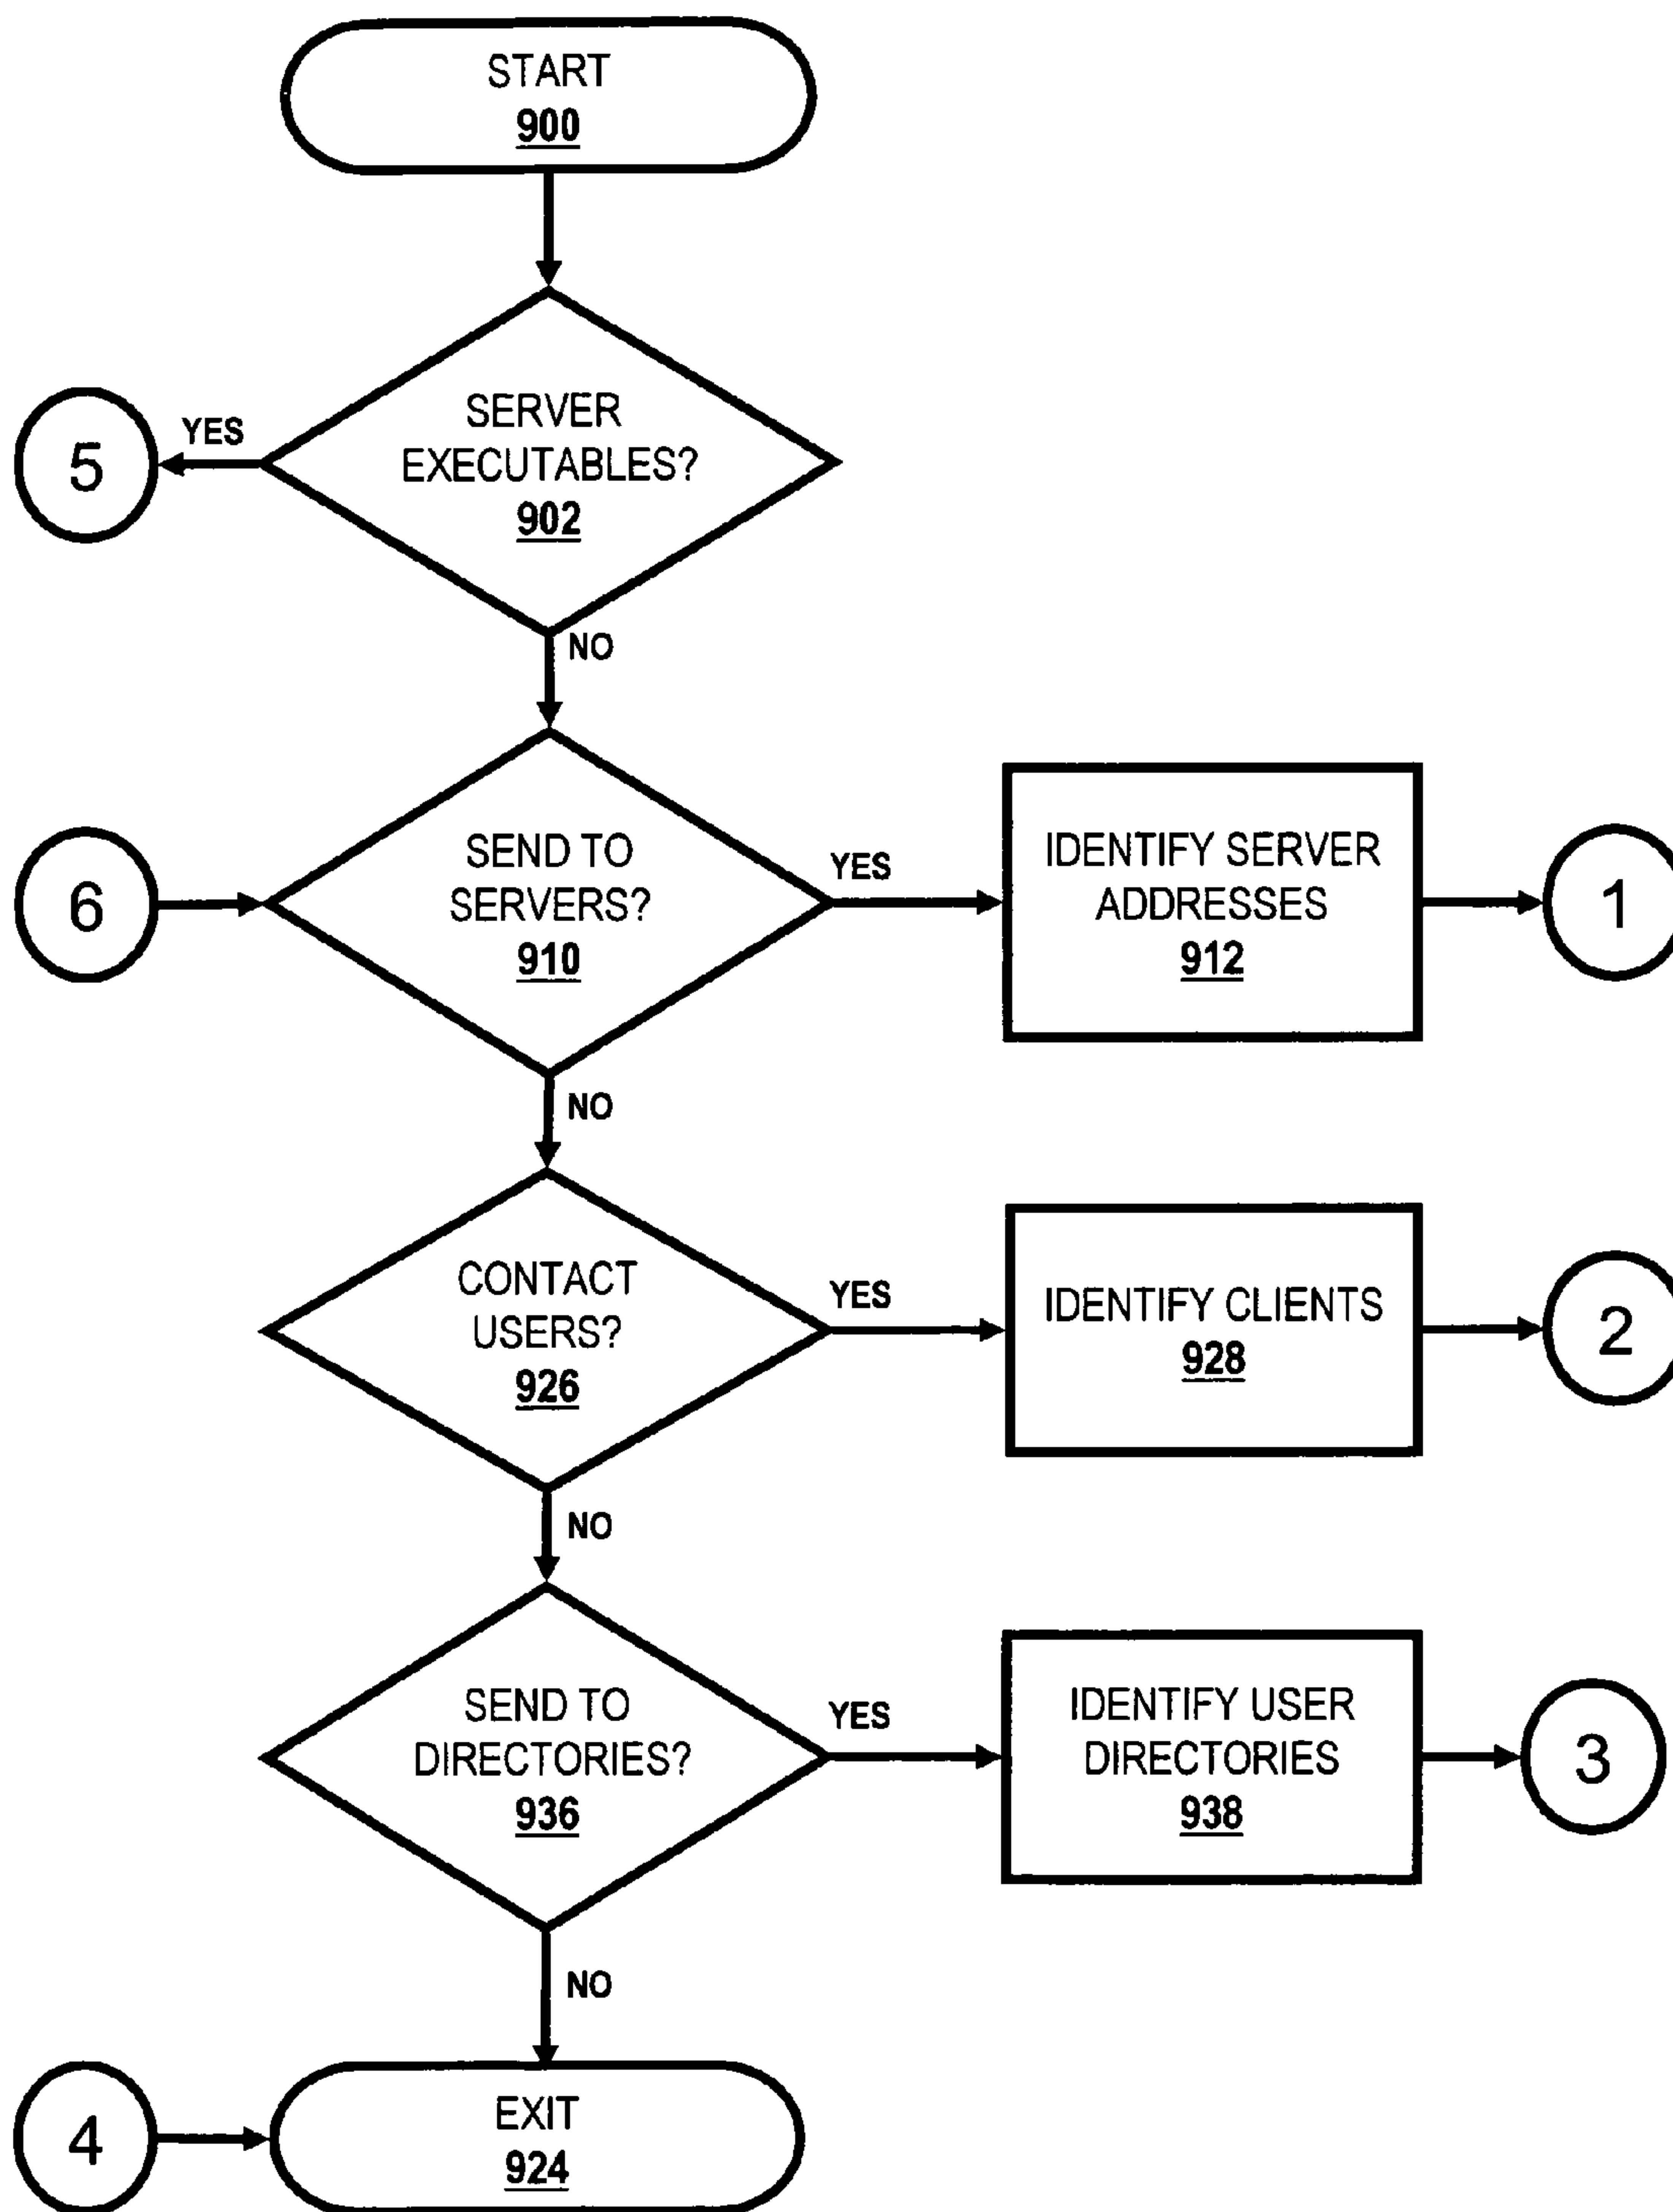 START
900
SERVER
EXECUTABLES?
902
YES
5
NO
6
SEND TO
SERVERS?
910
YES
IDENTIFY SERVER
ADDRESSES
912
1
NO
CONTACT
USERS?
926
YES
IDENTIFY CLIENTS
928
2
NO
SEND TO
DIRECTORIES?
936
YES
IDENTIFY USER
DIRECTORIES
938
3
NO
4
EXIT
924